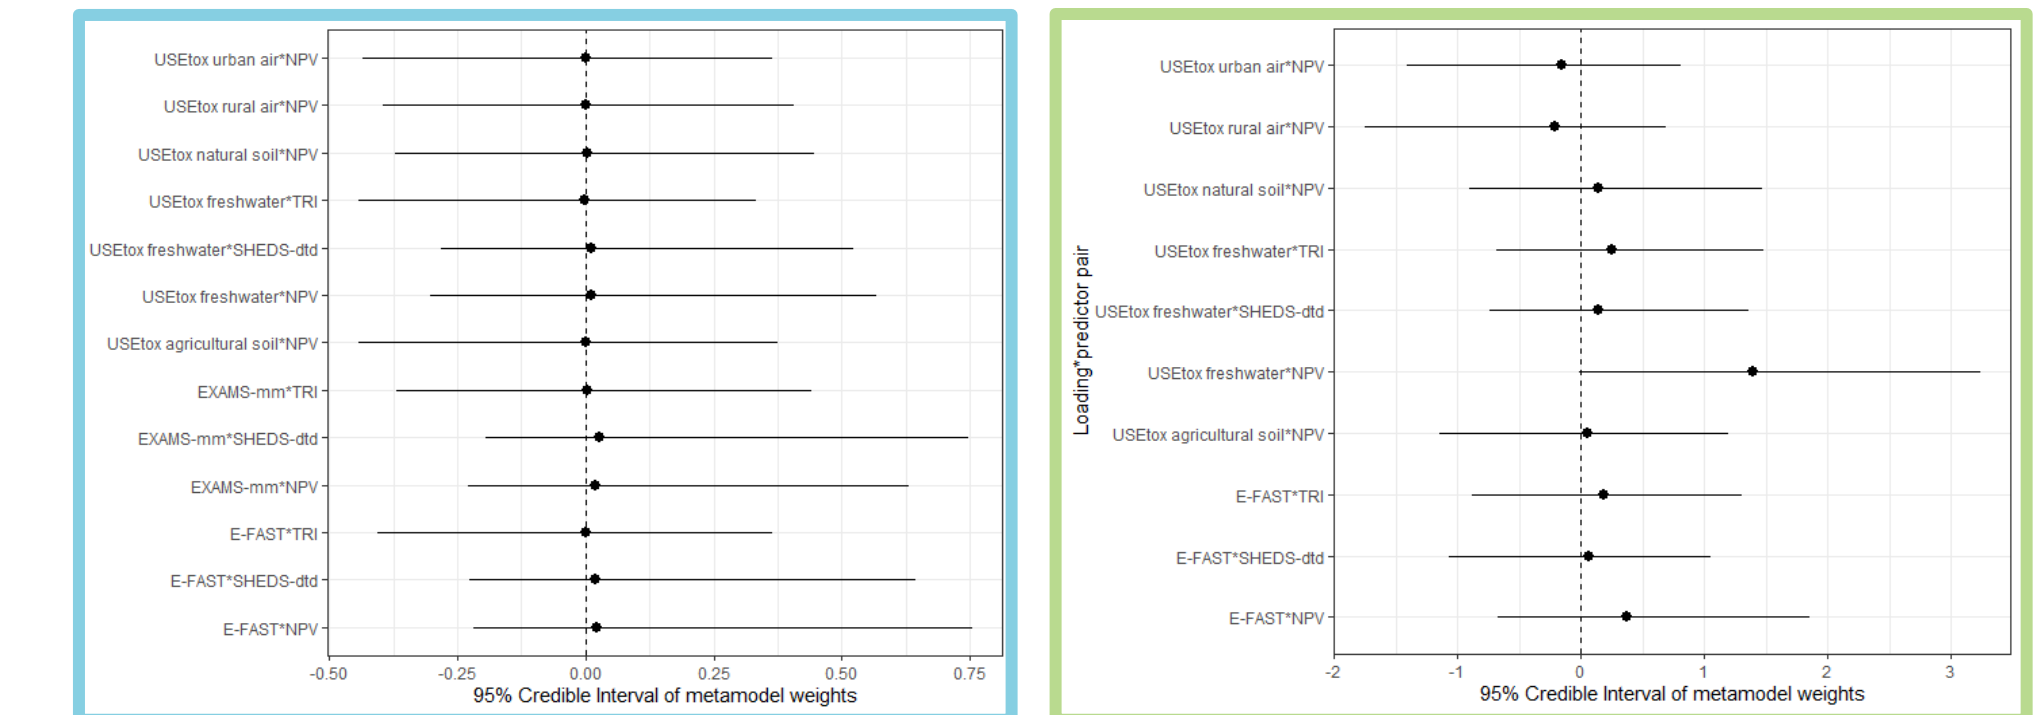 USEtox urban air*NPV
USEtox rural air*NPV
USEtox natural soil*NPV
USEtox freshwater*TRI
USEtox freshwater*SHEDS-dtd
USEtox freshwater*NPV
USEtox agricultural soil*NPV
EXAMS-mm*TRI
EXAMS-mm*SHEDS-dtd
EXAMS-mm*NPV
E-FAST*TRI
E-FAST*SHEDS-dtd
E-FAST*NPV
-0.50 -0.25 0.00 0.25 0.50 0.75
95% Credible Interval of metamodel weights
Loading*predictor pair
USEtox urban air*NPV
USEtox rural air*NPV
USEtox natural soil*NPV
USEtox freshwater*TRI
USEtox freshwater*SHEDS-dtd
USEtox freshwater*NPV
USEtox agricultural soil*NPV
E-FAST*TRI
E-FAST*SHEDS-dtd
E-FAST*NPV
-2 -1 0 1 2 3
95% Credible Interval of metamodel weights